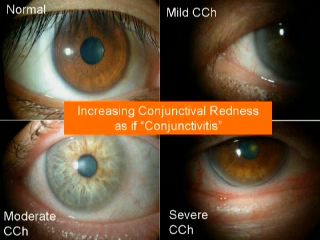 Normal
Mild CCh
Increasing Conjunctival Redness
as if "Conjunctivitis"
Moderate
CCh
Severe
CCh